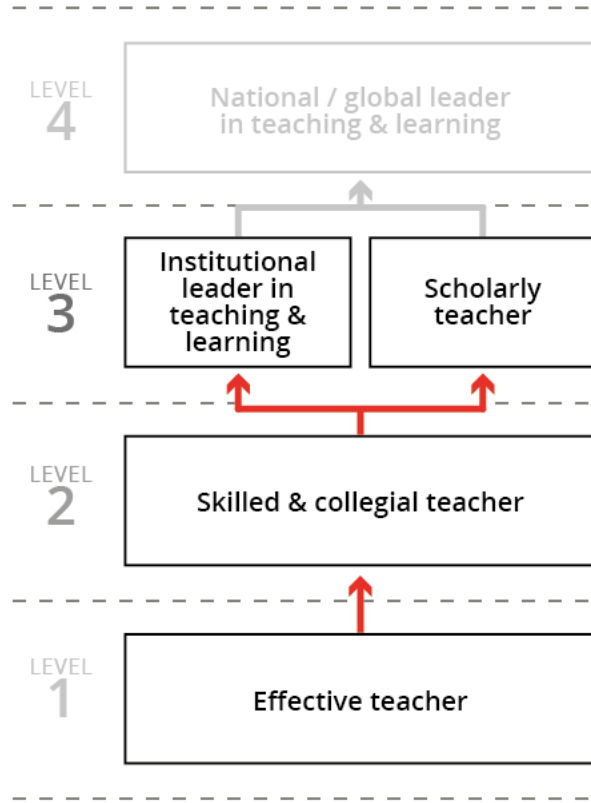 LEVEL
4
National / global leader
in teaching & learning
LEVEL
3
Institutional
leader in
teaching &
learning
Scholarly
teacher
LEVEL
2
Skilled & collegial teacher
LEVEL
1
Effective teacher